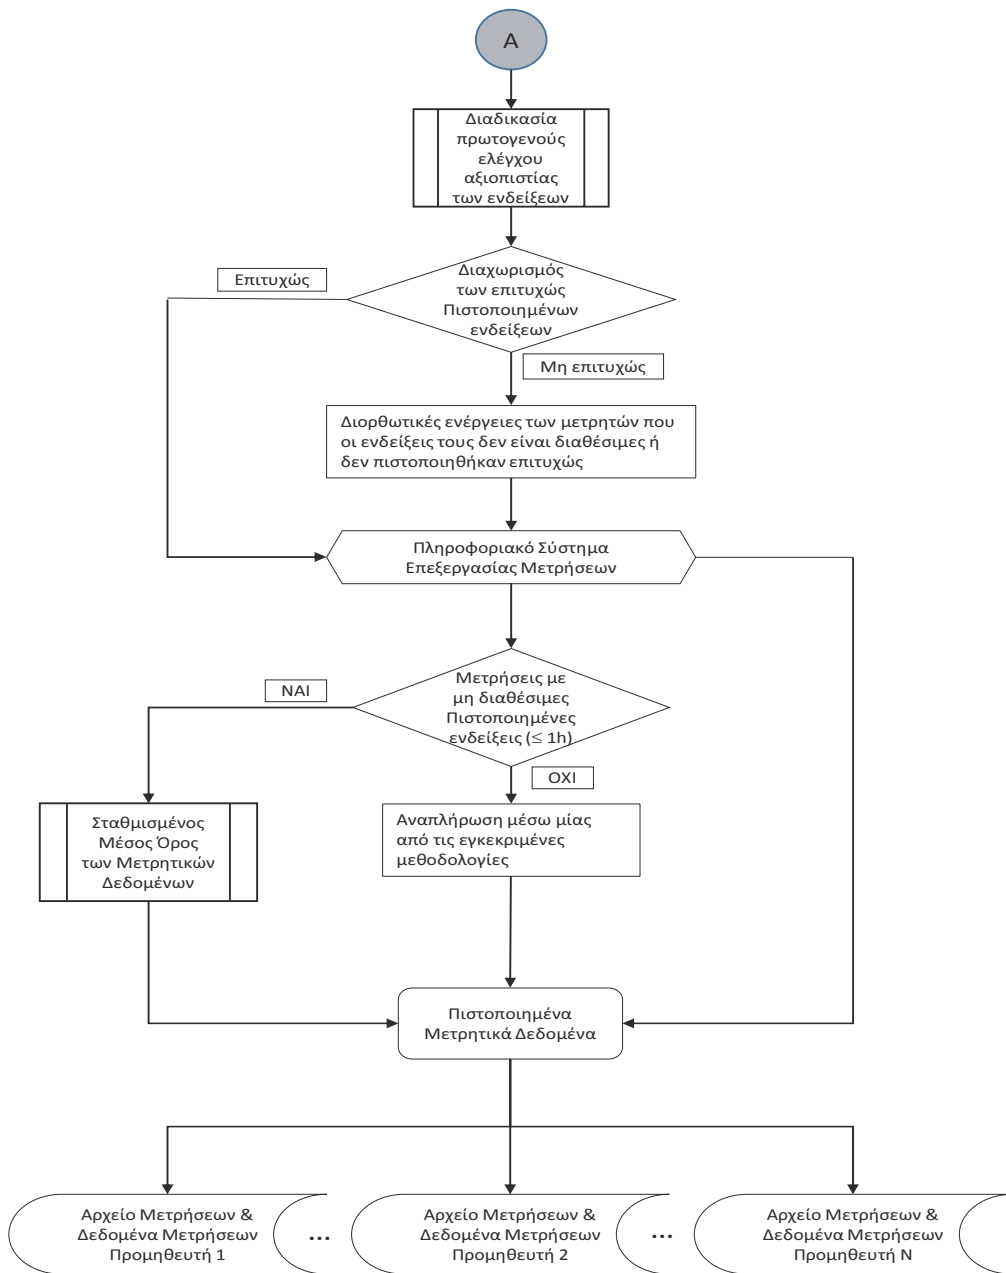 Α
Διαδικασία
πρωτογενούς
ελέγχου
αξιοπιστίας
των ενδείξεων
Επιτυχώς
Διαχωρισμός
των επιτυχώς
Πιστοποιημένων
ενδείξεων
Μη επιτυχώς
Διορθωτικές ενέργειες των μετρητών που
οι ενδείξεις τους δεν είναι διαθέσιμες ή
δεν πιστοποιηθήκαν επιτυχώς
Πληροφοριακό Σύστημα
Επεξεργασίας Μετρήσεων
ΝΑΙ
Μετρήσεις με
μη διαθέσιμες
Πιστοποιημένες
ενδείξεις (≤ 1h)
ΟΧΙ
Σταθμισμένος
Μέσος Όρος
των Μετρητικών
Δεδομένων
Αναπλήρωση μέσω μίας
από τις εγκεκριμένες
μεθοδολογίες
Πιστοποιημένα
Μετρητικά Δεδομένα
Αρχείο Μετρήσεων &
Δεδομένα Μετρήσεων
Προμηθευτή 1
...
Αρχείο Μετρήσεων &
Δεδομένα Μετρήσεων
Προμηθευτή 2
...
Αρχείο Μετρήσεων &
Δεδομένα Μετρήσεων
Προμηθευτή Ν